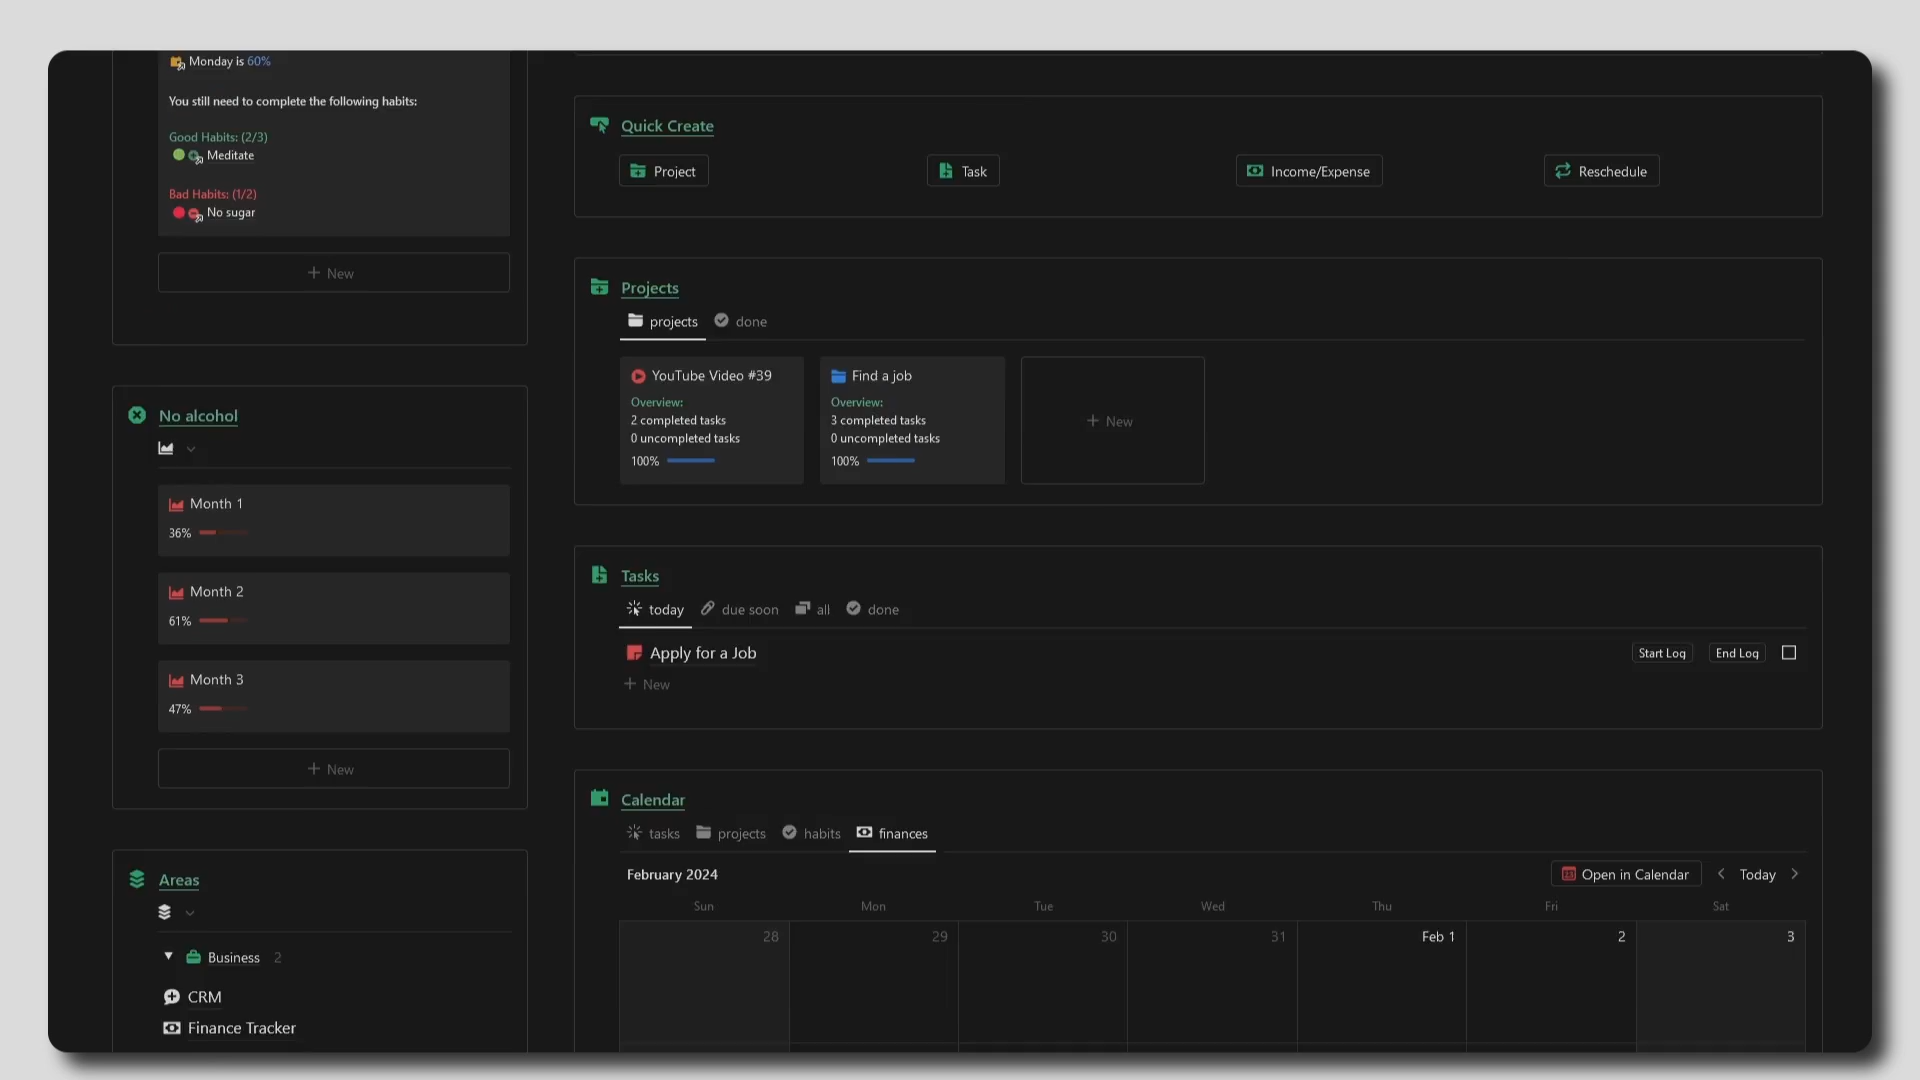 Monday is 60%
You still need to complete the following habits:
Good Habits: (2/3)
Meditate
Bad Habits: (1/2)
No sugar
+ New
No alcohol
Month 1
36%
Month 2
61%
Month 3
47%
+ New
Areas
Business 2
CRM
Finance Tracker
Quick Create
Project
Task
Income/Expense
Reschedule
Projects
projects
done
YouTube Video #39
Overview:
2 completed tasks
0 uncompleted tasks
100%
Find a job
Overview:
3 completed tasks
0 uncompleted tasks
100%
+ New
Tasks
today
due soon
all
done
Apply for a Job
Start Log
End Log
+ New
Calendar
tasks
projects
habits
finances
February 2024
Open in Calendar
Today
Sun
Mon
Tue
Wed
Thu
Fri
Sat
28
29
30
31
Feb 1
2
3